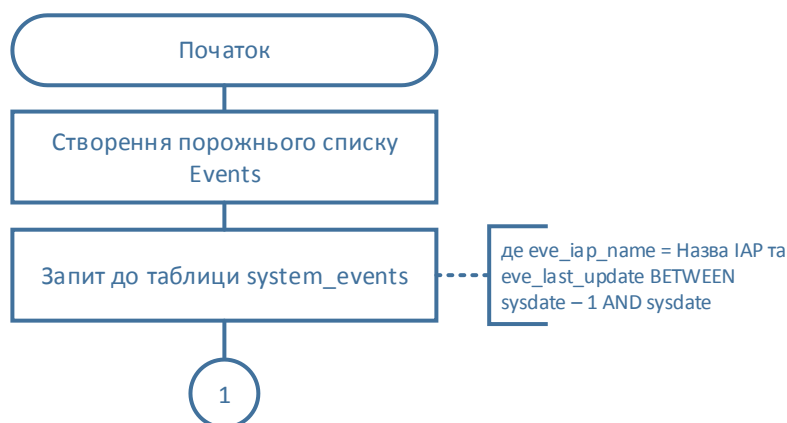 Початок
Створення порожнього списку
Events
Запит до таблиці system_events
де eve_iap_name = Назва ІАР та
eve_last_update BETWEEN
sysdate – 1 AND sysdate
1